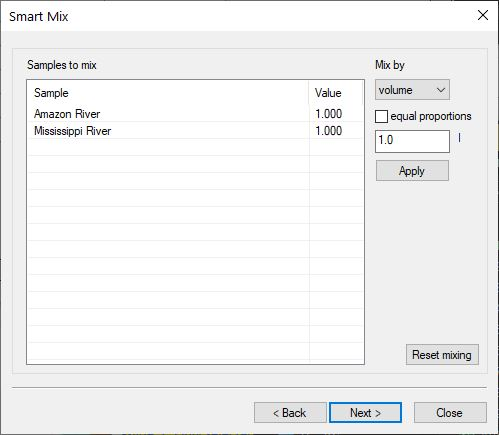 Smart Mix
Samples to mix
Mix by
Sample Value
volume
Amazon River 1.000
Mississippi River 1.000
equal proportions
1.0 l
Apply
Reset mixing
< Back Next > Close